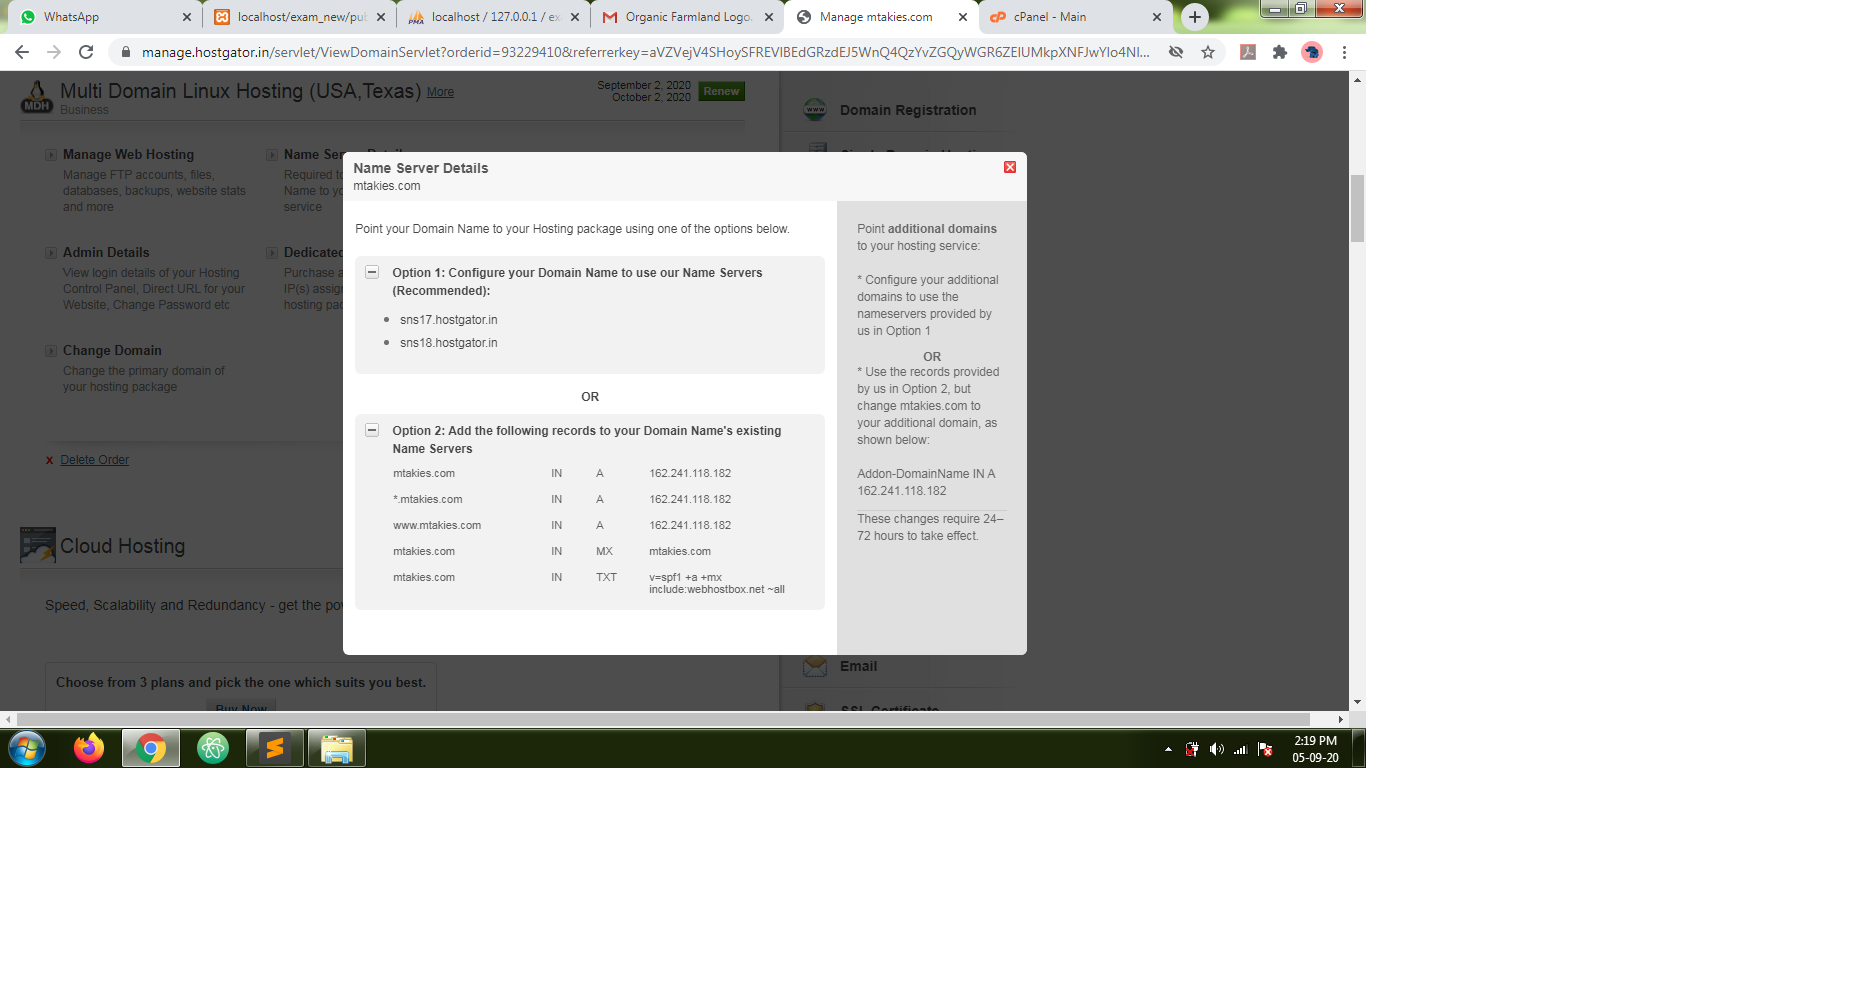 WhatsApp
localhost/exam_new/pub
localhost / 127.0.0.1 / ex
Organic Farmland Logo.
Manage mtakies.com
cPanel - Main
manage.hostgator.in/servlet/ViewDomainServlet?orderid=93229410&referrerkey=aVZVejV4SHoySFREVlBEdGRzdEJ5WnQ4QzYvZGQyWGR6ZElUMkpXNFJwYlo4Nl...
MDH
Multi Domain Linux Hosting (USA,Texas) More
Business
September 2, 2020
October 2, 2020
Renew
Manage Web Hosting
Manage FTP accounts, files,
databases, backups, website stats
and more
Name Ser
Required to
Name to yo
service
Admin Details
View login details of your Hosting
Control Panel, Direct URL for your
Website, Change Password etc
Dedicated
Purchase a
IP(s) assig
hosting pac
Change Domain
Change the primary domain of
your hosting package
x Delete Order
Cloud Hosting
Speed, Scalability and Redundancy - get the po
Choose from 3 plans and pick the one which suits you best.
Buy Now
www
Domain Registration
Email
SSL Certificate
Name Server Details
mtakies.com
Point your Domain Name to your Hosting package using one of the options below.
Option 1: Configure your Domain Name to use our Name Servers
(Recommended):
sns17.hostgator.in
sns18.hostgator.in
OR
Option 2: Add the following records to your Domain Name's existing
Name Servers
mtakies.com IN A 162.241.118.182
*.mtakies.com IN A 162.241.118.182
www.mtakies.com IN A 162.241.118.182
mtakies.com IN MX mtakies.com
mtakies.com IN TXT v=spf1 +a +mx
include:webhostbox.net ~all
Point additional domains
to your hosting service:
* Configure your additional
domains to use the
nameservers provided by
us in Option 1
OR
* Use the records provided
by us in Option 2, but
change mtakies.com to
your additional domain, as
shown below:
Addon-DomainName IN A
162.241.118.182
These changes require 24–
72 hours to take effect.
2:19 PM
05-09-20